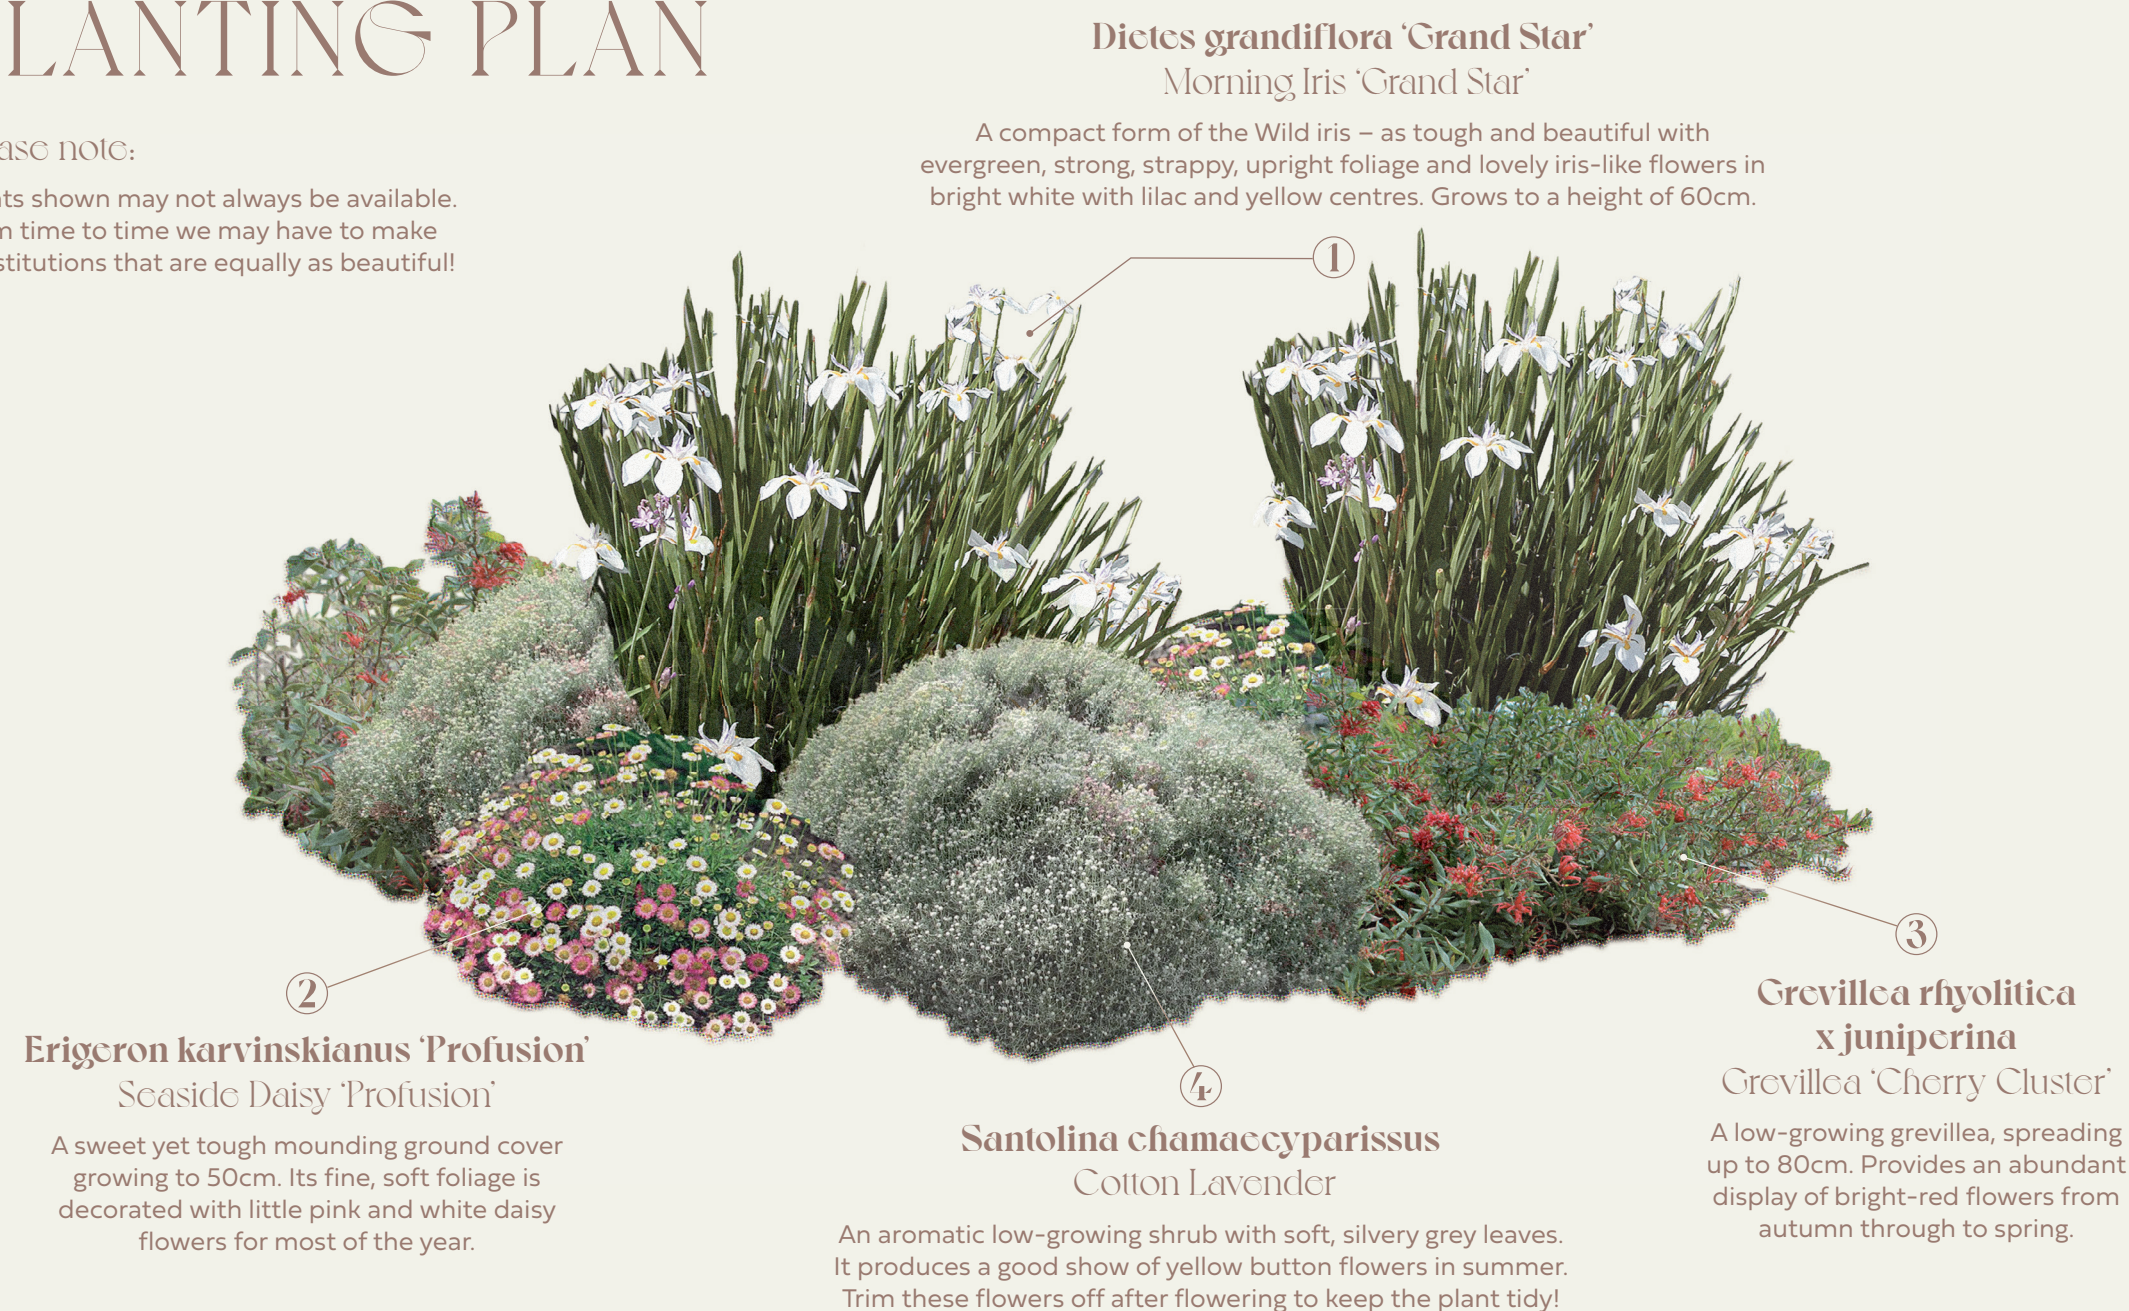 LANTING PLAN
ase note:
ts shown may not always be available.
m time to time we may have to make
stitutions that are equally as beautiful!
Dietes grandiflora ‘Grand Star’
Morning Iris ‘Grand Star’
A compact form of the Wild iris – as tough and beautiful with
evergreen, strong, strappy, upright foliage and lovely iris-like flowers in
bright white with lilac and yellow centres. Grows to a height of 60cm.
1
2
Erigeron karvinskianus ‘Profusion’
Seaside Daisy ‘Profusion’
A sweet yet tough mounding ground cover
growing to 50cm. Its fine, soft foliage is
decorated with little pink and white daisy
flowers for most of the year.
4
Santolina chamaecyparissus
Cotton Lavender
An aromatic low-growing shrub with soft, silvery grey leaves.
It produces a good show of yellow button flowers in summer.
Trim these flowers off after flowering to keep the plant tidy!
3
Grevillea rhyolitica
x juniperina
Grevillea ‘Cherry Cluster’
A low-growing grevillea, spreading
up to 80cm. Provides an abundant
display of bright-red flowers from
autumn through to spring.